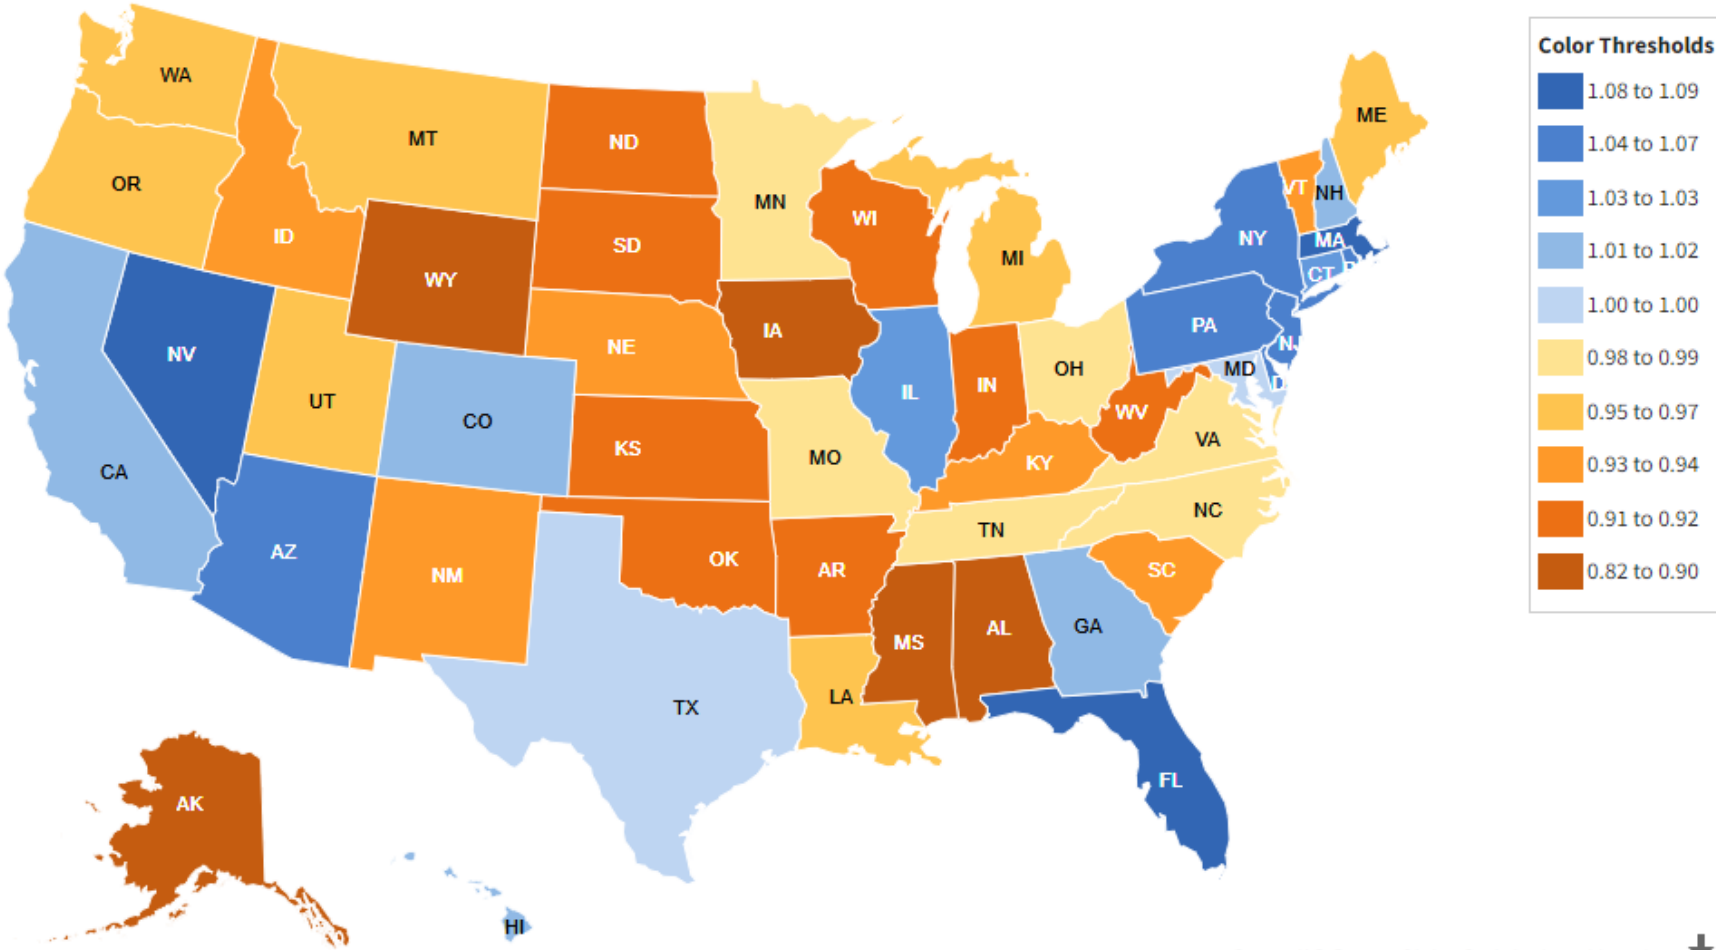 Color Thresholds
1.08 to 1.09
1.04 to 1.07
1.03 to 1.03
1.01 to 1.02
1.00 to 1.00
0.98 to 0.99
0.95 to 0.97
0.93 to 0.94
0.91 to 0.92
0.82 to 0.90
WA
MT
ND
MN
ME
OR
ID
SD
WI
VT
NH
WY
MI
NY
MA
CT
NV
NE
IA
PA
NJ
UT
CO
IL
IN
OH
MD
WV
CA
KS
MO
KY
VA
AZ
NM
OK
AR
TN
NC
SC
TX
LA
MS
AL
GA
FL
AK
HI